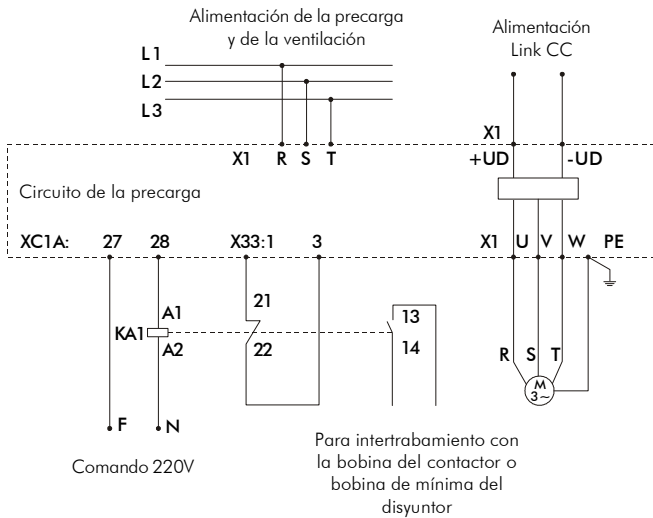 Alimentación de la precarga
y de la ventilación
Alimentación
Link CC
L1
L2
L3
X1 R S T
X1
+UD -UD
Circuito de la precarga
XC1A: 27 28 X33:1 3 X1 U V W PE
21
A1
13
KA1
A2
22
14
R S T
M
3~
F N
Comando 220V
Para intertrabamiento con
la bobina del contactor o
bobina de mínima del
disyuntor